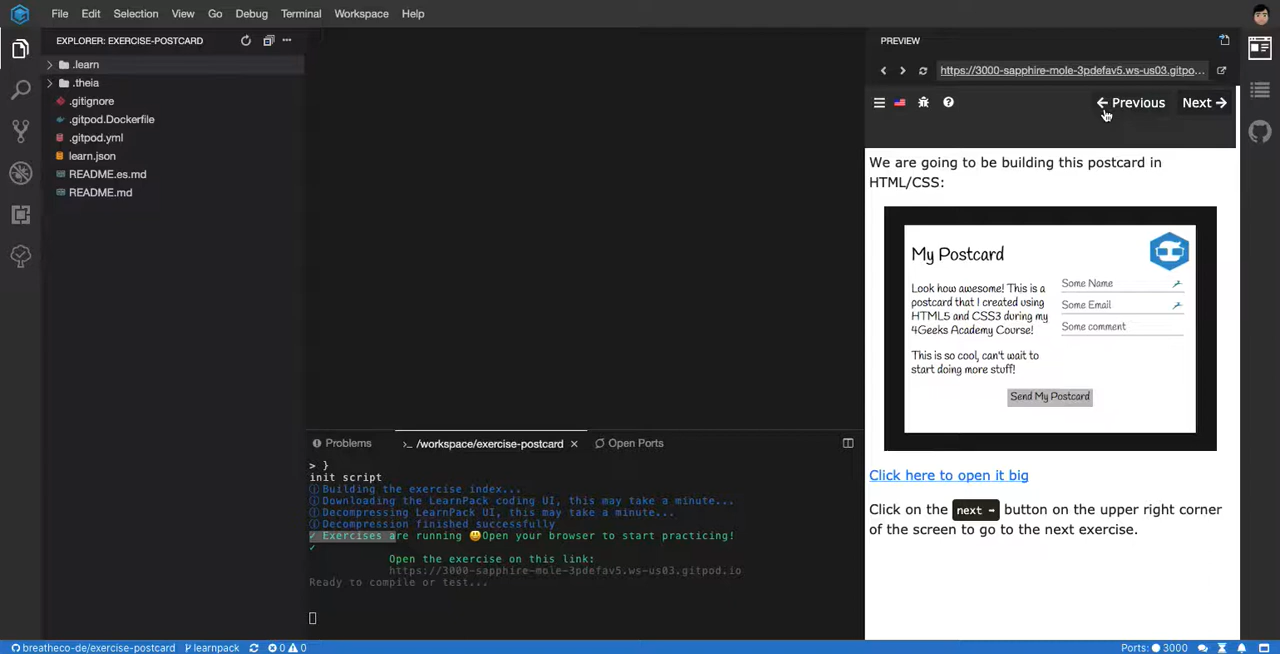 File Edit Selection View Go Debug Terminal Workspace Help
EXPLORER: EXERCISE-POSTCARD
.learn
.theia
.gitignore
.gitpod.Dockerfile
.gitpod.yml
learn.json
README.es.md
README.md
Problems
>_ /workspace/exercise-postcard ×
Open Ports
> }
init script
ⓘ Building the exercise index...
ⓘ Downloading the LearnPack coding UI, this may take a minute...
ⓘ Decompressing LearnPack UI, this may take a minute...
ⓘ Decompression finished successfully
✓ Exercises are running 😃Open your browser to start practicing!
✓
Open the exercise on this link:
https://3000-sapphire-mole-3pdefav5.ws-us03.gitpod.io
Ready to compile or test...
PREVIEW
https://3000-sapphire-mole-3pdefav5.ws-us03.gitpo...
← Previous Next →
We are going to be building this postcard in
HTML/CSS:
My Postcard
Look how awesome! This is a
postcard that I created using
HTML5 and CSS3 during my
4Geeks Academy Course!
This is so cool, can't wait to
start doing more stuff!
Some Name
Some Email
Some comment
Send My Postcard
Click here to open it big
Click on the next → button on the upper right corner
of the screen to go to the next exercise.
breatheco-de/exercise-postcard learnpack 0 0 Ports: 3000